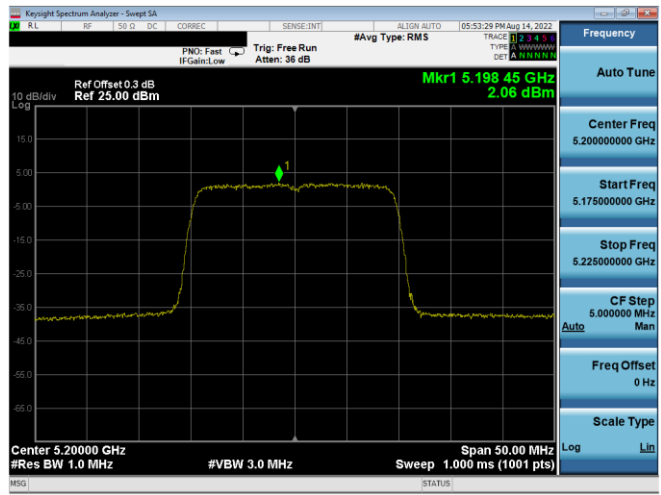 Keysight Spectrum Analyzer - Swept SA
RL RF 50 Ω DC CORREC SENSE:INT ALIGN AUTO 05:53:29 PM Aug 14, 2022
#Avg Type: RMS
TRACE 1 2 3 4 5 6
TYPE A WWWWW
DET A N N N N N
PNO: Fast
IFGain:Low
Trig: Free Run
Atten: 36 dB
Mkr1 5.198 45 GHz
2.06 dBm
Ref Offset 0.3 dB
Ref 25.00 dBm
10 dB/div
Log
15.0
5.00
-5.00
-15.0
-25.0
-35.0
-45.0
-55.0
-65.0
1
Center 5.20000 GHz
#Res BW 1.0 MHz
#VBW 3.0 MHz
Span 50.00 MHz
Sweep 1.000 ms (1001 pts)
MSG
STATUS
Frequency
Auto Tune
Center Freq
5.200000000 GHz
Start Freq
5.175000000 GHz
Stop Freq
5.225000000 GHz
CF Step
5.000000 MHz
Auto Man
Freq Offset
0 Hz
Scale Type
Log Lin